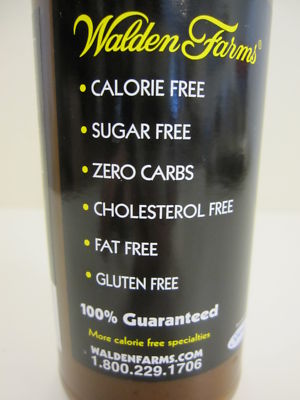 Walden Farms®
• CALORIE FREE
• SUGAR FREE
• ZERO CARBS
• CHOLESTEROL FREE
• FAT FREE
• GLUTEN FREE
100% Guaranteed
More calorie free specialties
WALDENFARMS.COM
1.800.229.1706